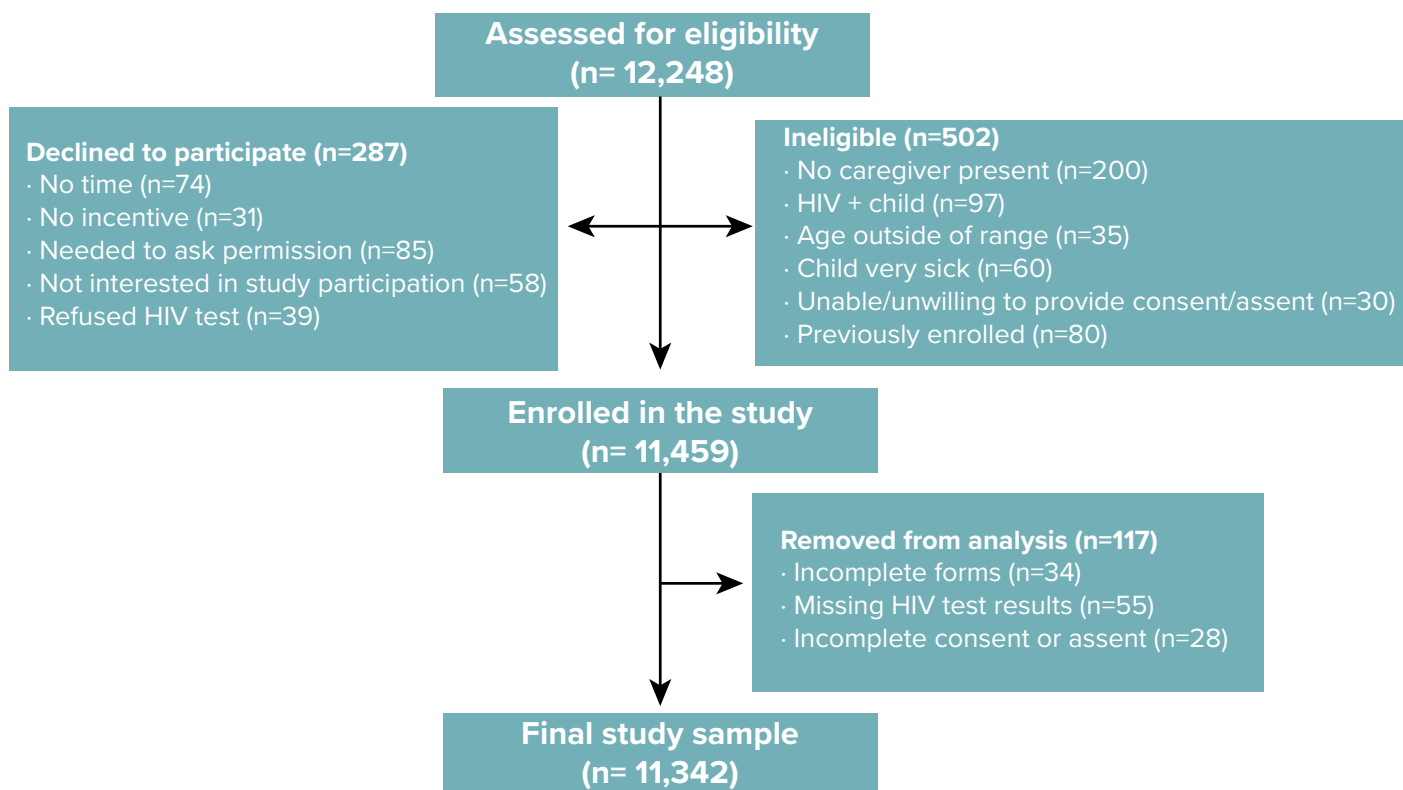 Assessed for eligibility
(n= 12,248)
Declined to participate (n=287)
· No time (n=74)
· No incentive (n=31)
· Needed to ask permission (n=85)
· Not interested in study participation (n=58)
· Refused HIV test (n=39)
Ineligible (n=502)
· No caregiver present (n=200)
· HIV + child (n=97)
· Age outside of range (n=35)
· Child very sick (n=60)
· Unable/unwilling to provide consent/assent (n=30)
· Previously enrolled (n=80)
Enrolled in the study
(n= 11,459)
Removed from analysis (n=117)
· Incomplete forms (n=34)
· Missing HIV test results (n=55)
· Incomplete consent or assent (n=28)
Final study sample
(n= 11,342)